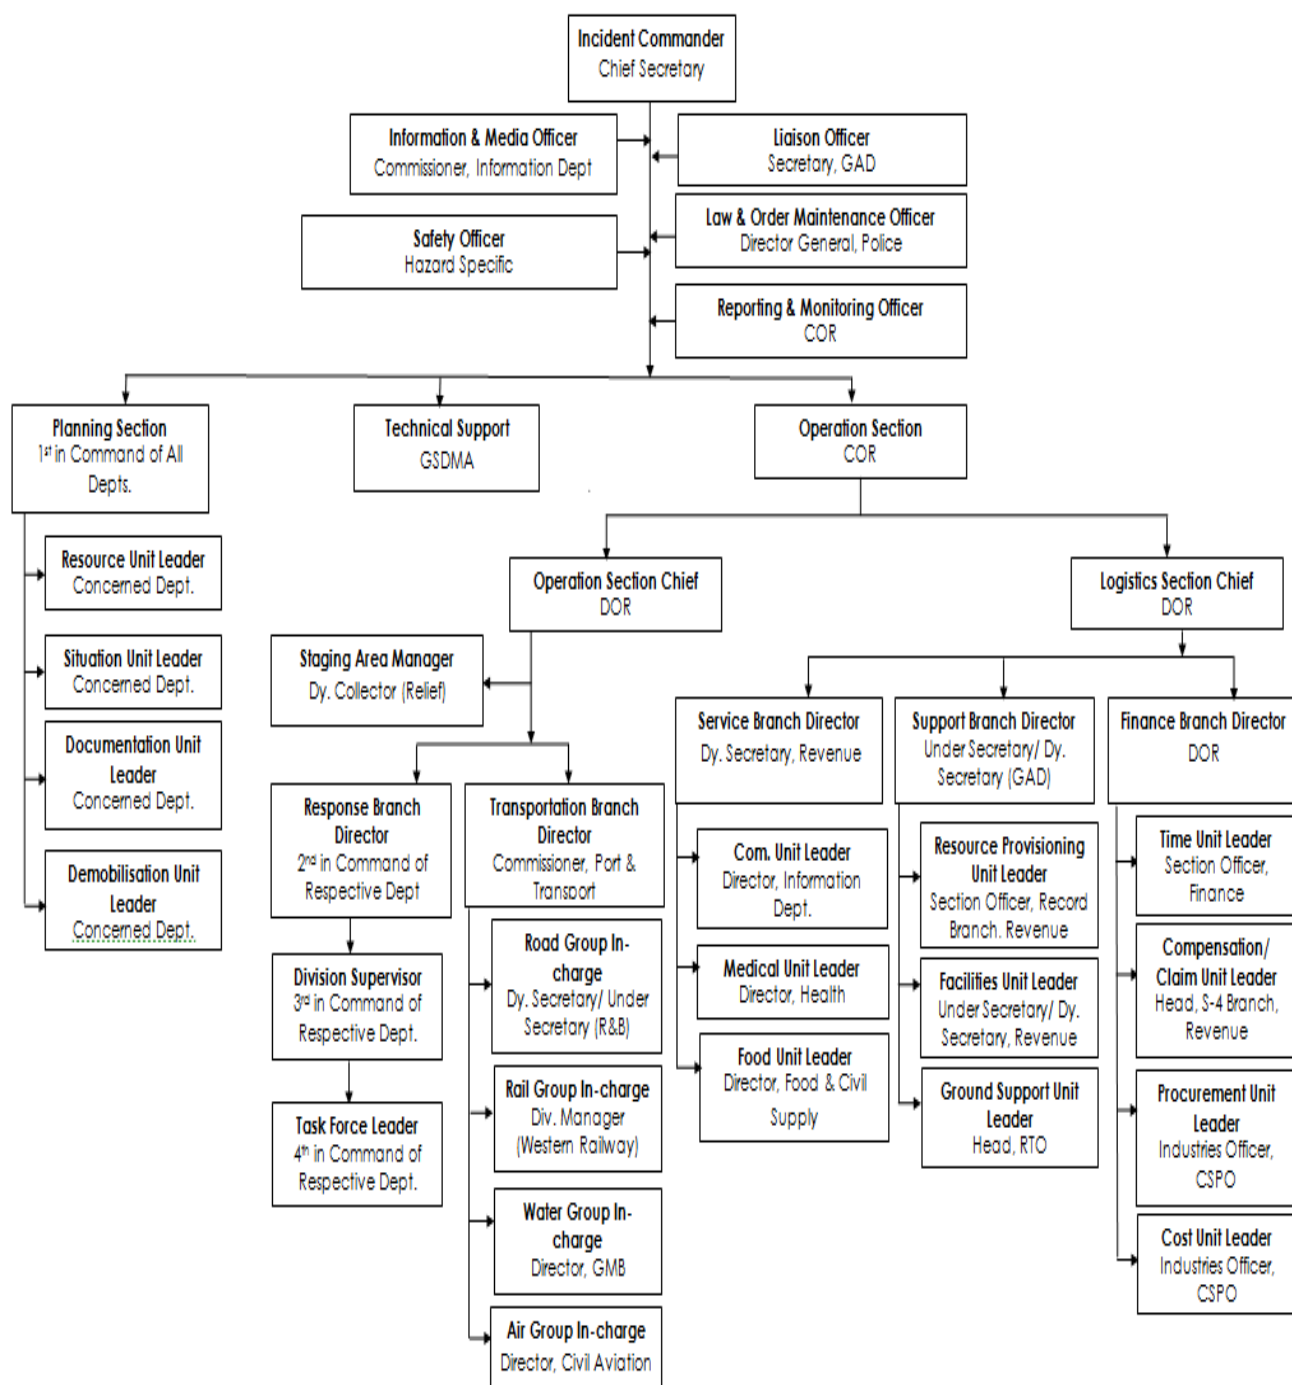 Incident Commander
Chief Secretary
Information & Media Officer
Commissioner, Information Dept
Liaison Officer
Secretary, GAD
Safety Officer
Hazard Specific
Law & Order Maintenance Officer
Director General, Police
Reporting & Monitoring Officer
COR
Planning Section
1st in Command of All
Depts.
Technical Support
GSDMA
Operation Section
COR
Resource Unit Leader
Concerned Dept.
Situation Unit Leader
Concerned Dept.
Documentation Unit
Leader
Concerned Dept.
Demobilisation Unit
Leader
Concerned Dept.
Operation Section Chief
DOR
Logistics Section Chief
DOR
Staging Area Manager
Dy. Collector (Relief)
Response Branch
Director
2nd in Command of
Respective Dept
Division Supervisor
3rd in Command of
Respective Dept.
Task Force Leader
4th in Command of
Respective Dept.
Transportation Branch
Director
Commissioner, Port &
Transport
Road Group In-
charge
Dy. Secretary/ Under
Secretary (R&B)
Rail Group In-charge
Div. Manager
(Western Railway)
Water Group In-
charge
Director, GMB
Air Group In-charge
Director, Civil Aviation
Service Branch Director
Dy. Secretary, Revenue
Com. Unit Leader
Director, Information
Dept.
Medical Unit Leader
Director, Health
Food Unit Leader
Director, Food & Civil
Supply
Support Branch Director
Under Secretary/ Dy.
Secretary (GAD)
Resource Provisioning
Unit Leader
Section Officer, Record
Branch. Revenue
Facilities Unit Leader
Under Secretary/ Dy.
Secretary, Revenue
Ground Support Unit
Leader
Head, RTO
Finance Branch Director
DOR
Time Unit Leader
Section Officer,
Finance
Compensation/
Claim Unit Leader
Head, S-4 Branch,
Revenue
Procurement Unit
Leader
Industries Officer,
CSPO
Cost Unit Leader
Industries Officer,
CSPO